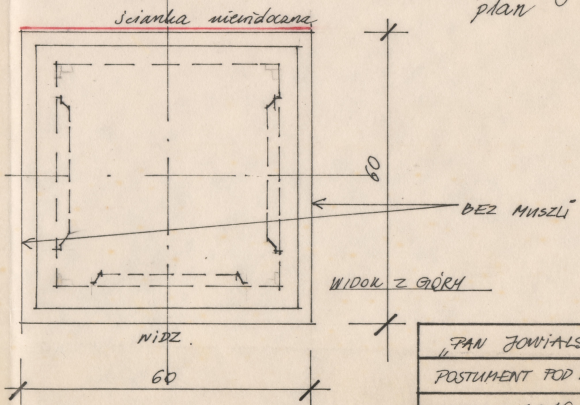 ścianka niewidoczna
plan
60
BEZ MUSZLI
WIDOK Z GÓRY
WIDZ.
60
„PAN JOWIALS
POSTUMENT POD